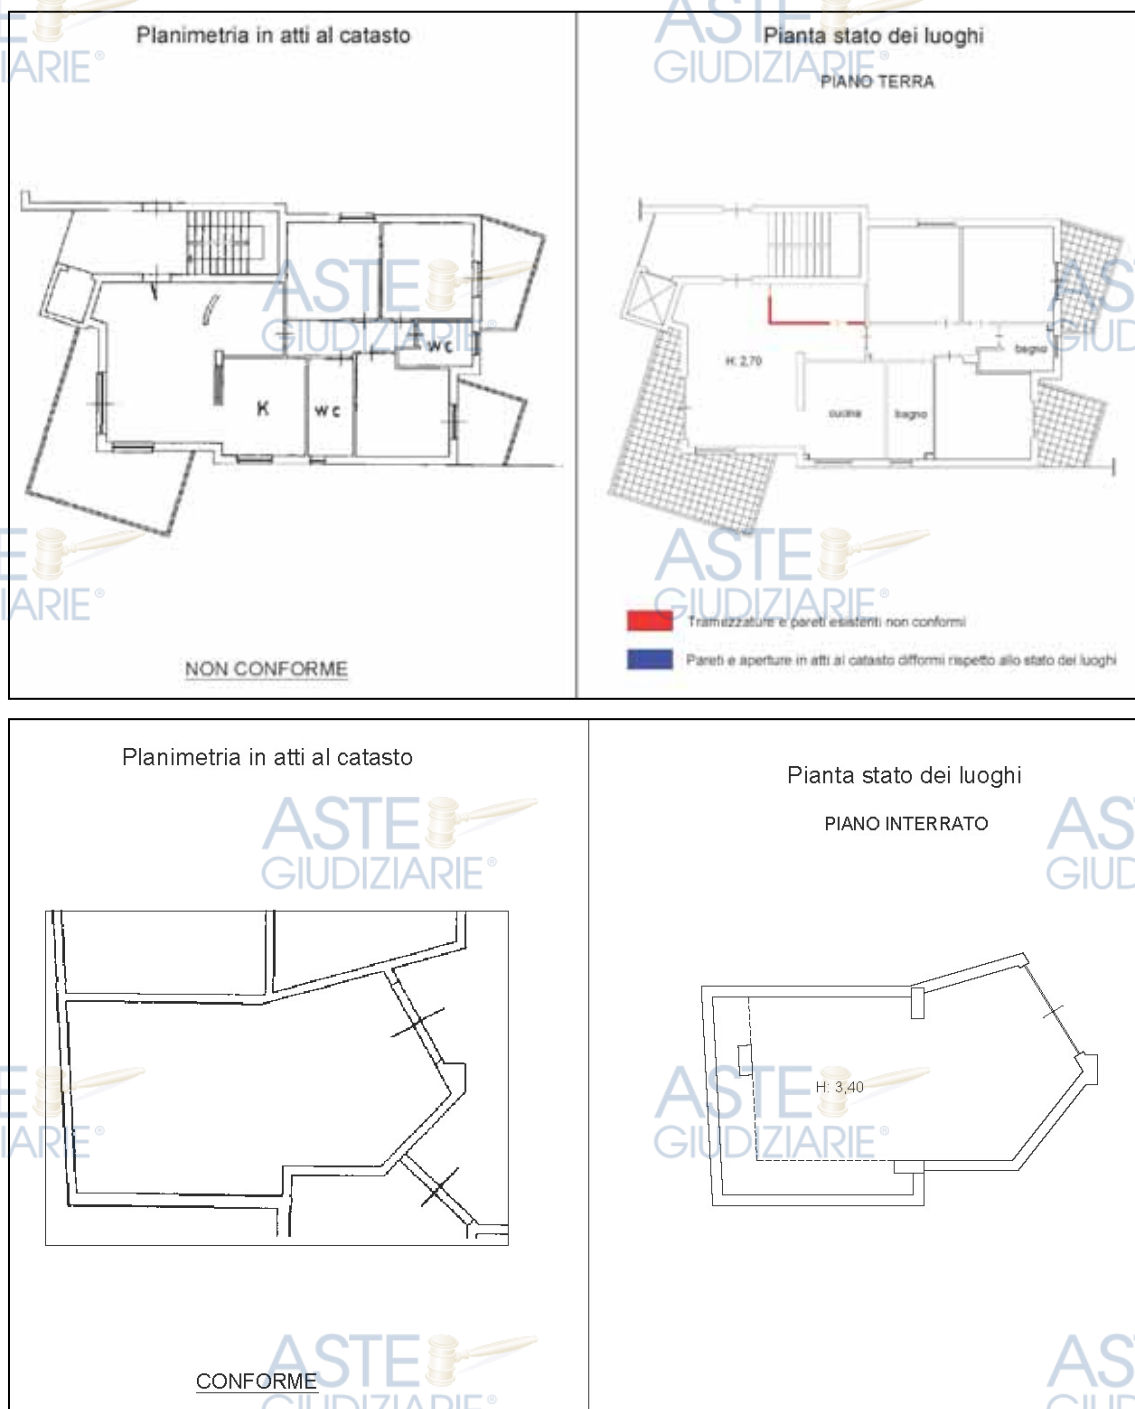 Planimetria in atti al catasto
Pianta stato dei luoghi
PIANO TERRA
K
WC
WC
NON CONFORME
H: 2,70
cucina
bagno
bagno
Tramezzature e pareti esistenti non conformi
Pareti e aperture in atti al catasto difformi rispetto allo stato dei luoghi
Planimetria in atti al catasto
Pianta stato dei luoghi
PIANO INTERRATO
H: 3,40
CONFORME
ASTE
GIUDIZIARIE®